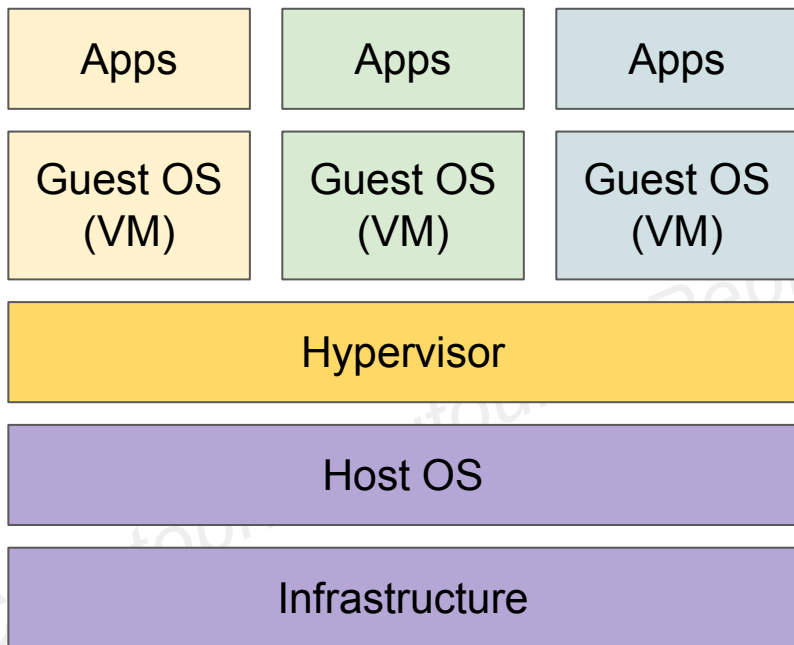 Apps
Apps
Apps
Guest OS
(VM)
Guest OS
(VM)
Guest OS
(VM)
Hypervisor
Host OS
Infrastructure